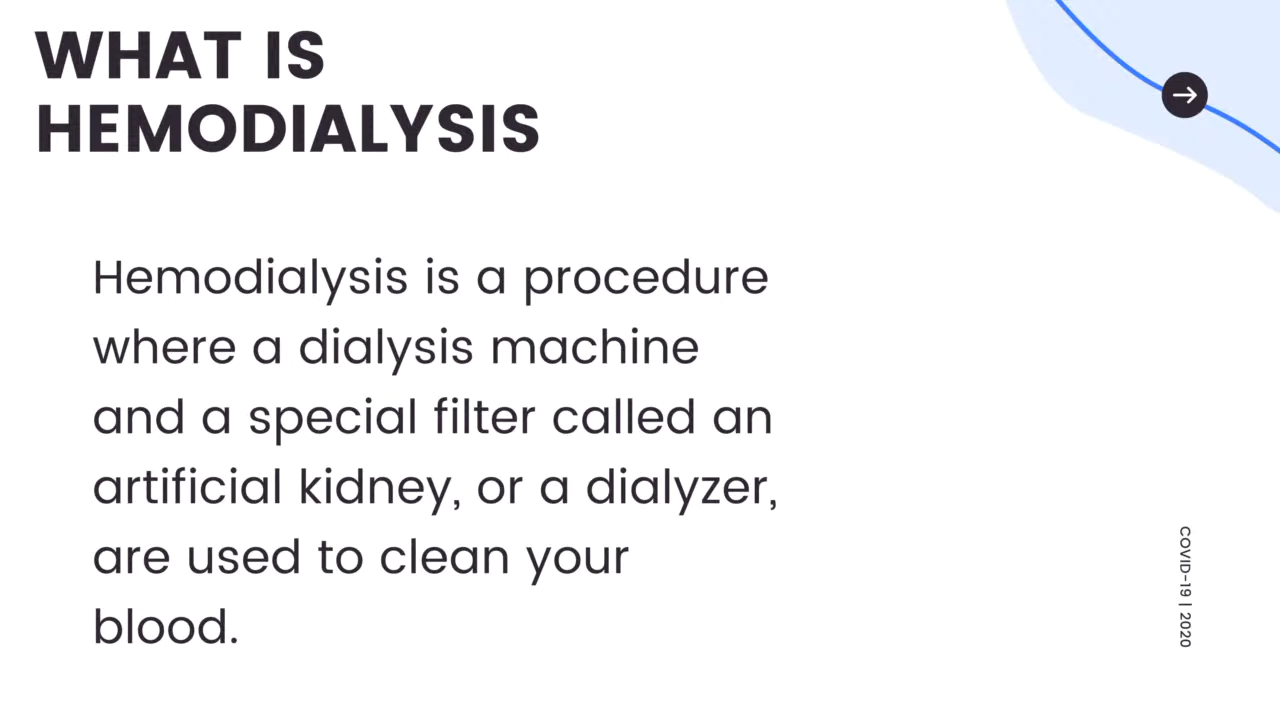 WHAT IS
HEMODIALYSIS
Hemodialysis is a procedure
where a dialysis machine
and a special filter called an
artificial kidney, or a dialyzer,
are used to clean your
blood.
COVID-19 | 2020